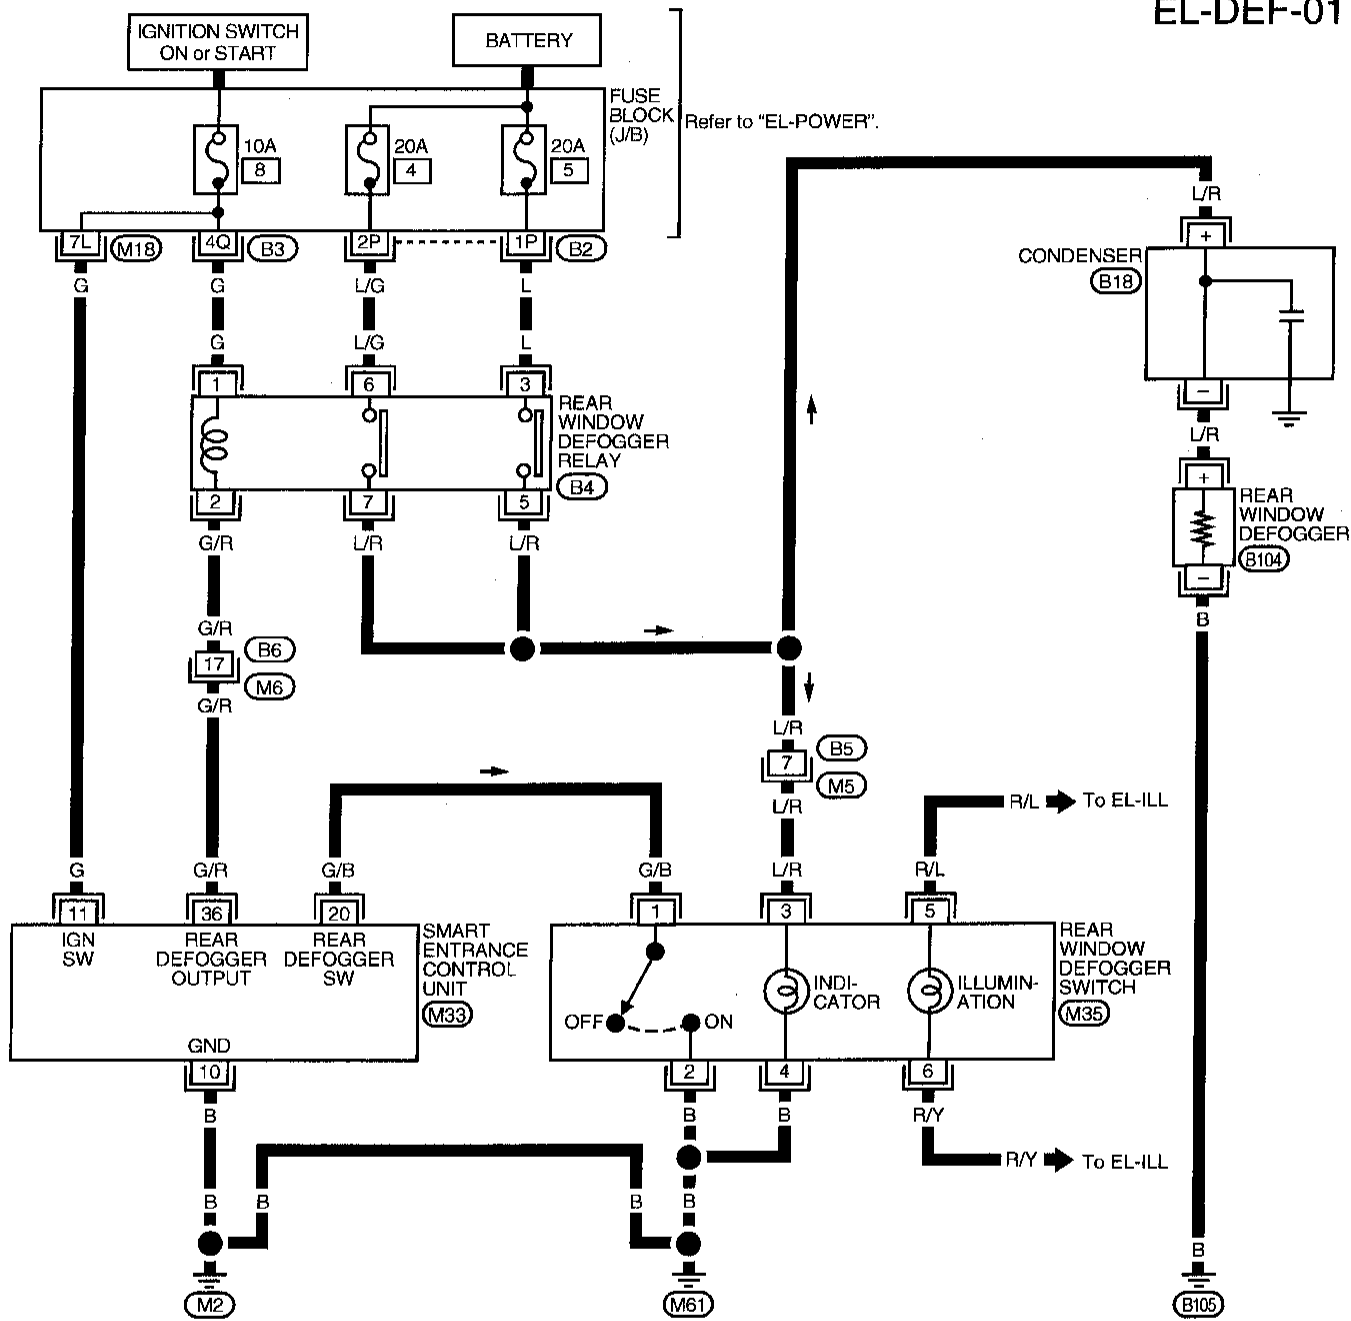 EL-DEF-01
IGNITION SWITCH
ON or START
BATTERY
FUSE
BLOCK
(J/B)
Refer to "EL-POWER".
10A
8
20A
4
20A
5
7L
M18
4Q
B3
2P
1P
B2
G
G
L/G
L
G
L/G
L
1
6
3
REAR
WINDOW
DEFOGGER
RELAY
B4
2
7
5
G/R
L/R
L/R
L/R
+
CONDENSER
B18
−
L/R
+
REAR
WINDOW
DEFOGGER
B104
−
B
G/R
17
B6
M6
G/R
L/R
7
B5
M5
L/R
R/L
To EL-ILL
G
G/R
G/B
G/B
L/R
R/L
11
36
20
1
3
5
IGN
SW
REAR
DEFOGGER
OUTPUT
REAR
DEFOGGER
SW
SMART
ENTRANCE
CONTROL
UNIT
M33
GND
10
OFF
ON
INDI-
CATOR
ILLUMIN-
ATION
REAR
WINDOW
DEFOGGER
SWITCH
M35
2
4
6
B
B
B
R/Y
R/Y
To EL-ILL
B
B
B
B
B
M2
M61
B105